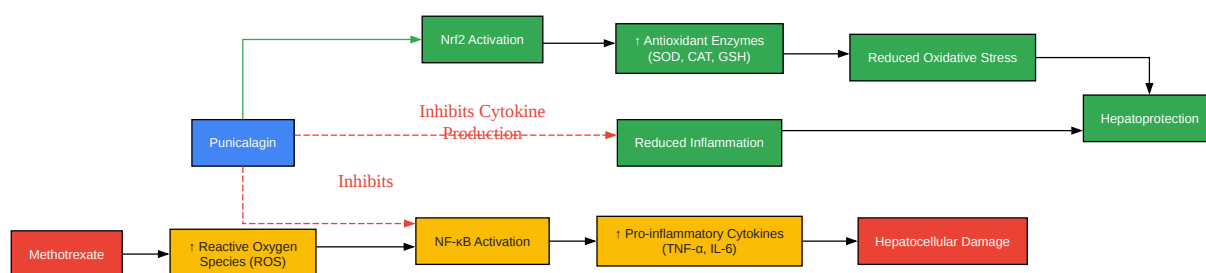 Nrf2 Activation
↑ Antioxidant Enzymes
(SOD, CAT, GSH)
Reduced Oxidative Stress
Inhibits Cytokine
Production
Punicalagin
Reduced Inflammation
Hepatoprotection
Inhibits
Methotrexate
↑ Reactive Oxygen
Species (ROS)
NF-κB Activation
↑ Pro-inflammatory Cytokines
(TNF-α, IL-6)
Hepatocellular Damage